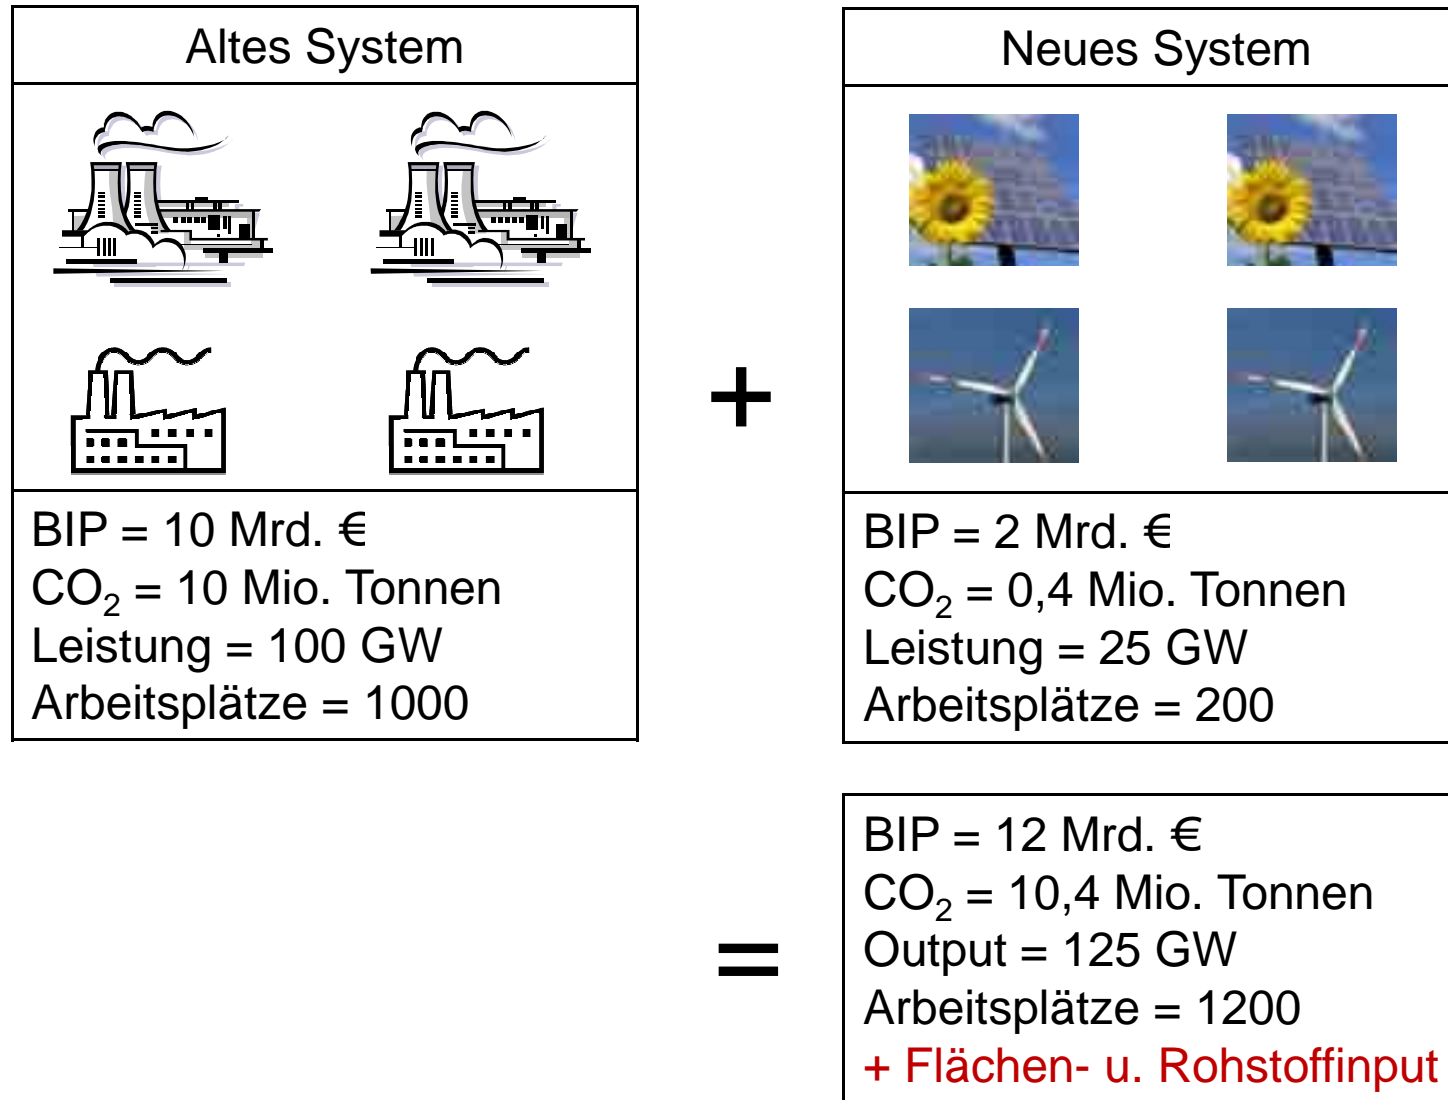 Altes System
BIP = 10 Mrd. €
CO₂ = 10 Mio. Tonnen
Leistung = 100 GW
Arbeitsplätze = 1000
+
Neues System
BIP = 2 Mrd. €
CO₂ = 0,4 Mio. Tonnen
Leistung = 25 GW
Arbeitsplätze = 200
=
BIP = 12 Mrd. €
CO₂ = 10,4 Mio. Tonnen
Output = 125 GW
Arbeitsplätze = 1200
+ Flächen- u. Rohstoffinput